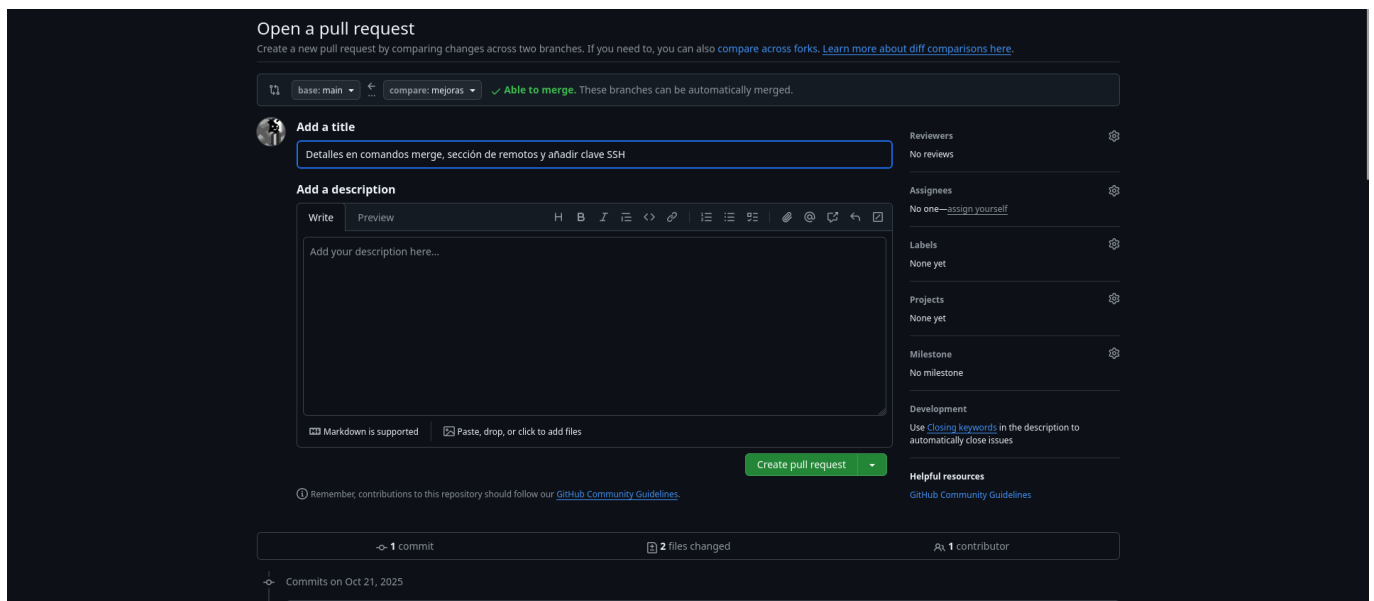 Open a pull request
Create a new pull request by comparing changes across two branches. If you need to, you can also compare across forks. Learn more about diff comparisons here.
base: main
compare: mejoras
Able to merge. These branches can be automatically merged.
Add a title
Detalles en comandos merge, sección de remotos y añadir clave SSH
Add a description
Write Preview
Add your description here...
Markdown is supported
Paste, drop, or click to add files
Create pull request
Remember, contributions to this repository should follow our GitHub Community Guidelines.
Reviewers
No reviews
Assignees
No one—assign yourself
Labels
None yet
Projects
None yet
Milestone
No milestone
Development
Use Closing keywords in the description to
automatically close issues
Helpful resources
GitHub Community Guidelines
1 commit
2 files changed
1 contributor
Commits on Oct 21, 2025